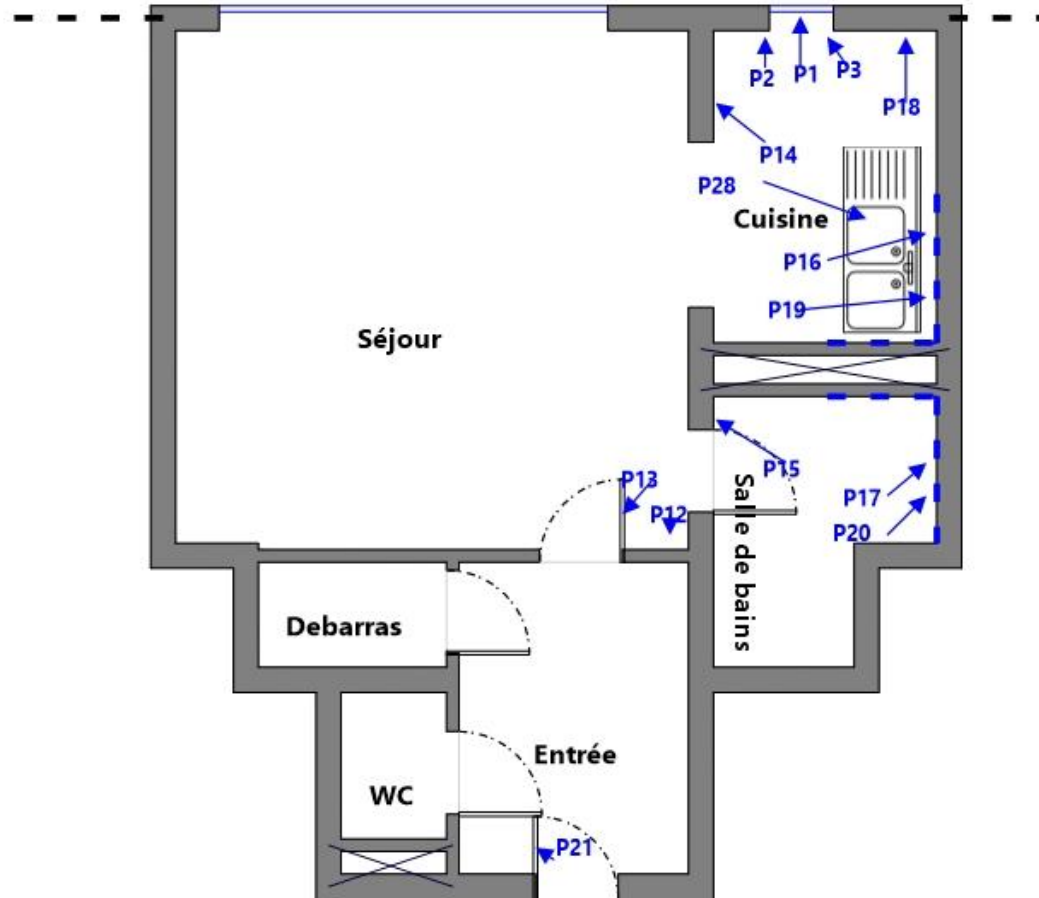 P2
P1
P3
P18
P14
P28
Cuisine
P16
P19
Séjour
P15
P13
P17
P12
P20
Salle de bains
Debarras
Entrée
WC
P21